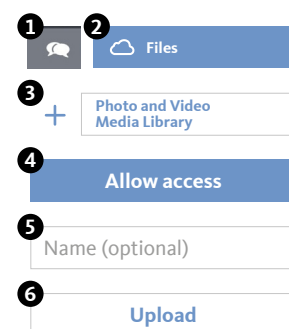 1 2
Files
3
+ Photo and Video
Media Library
4
Allow access
5
Name (optional)
6
Upload